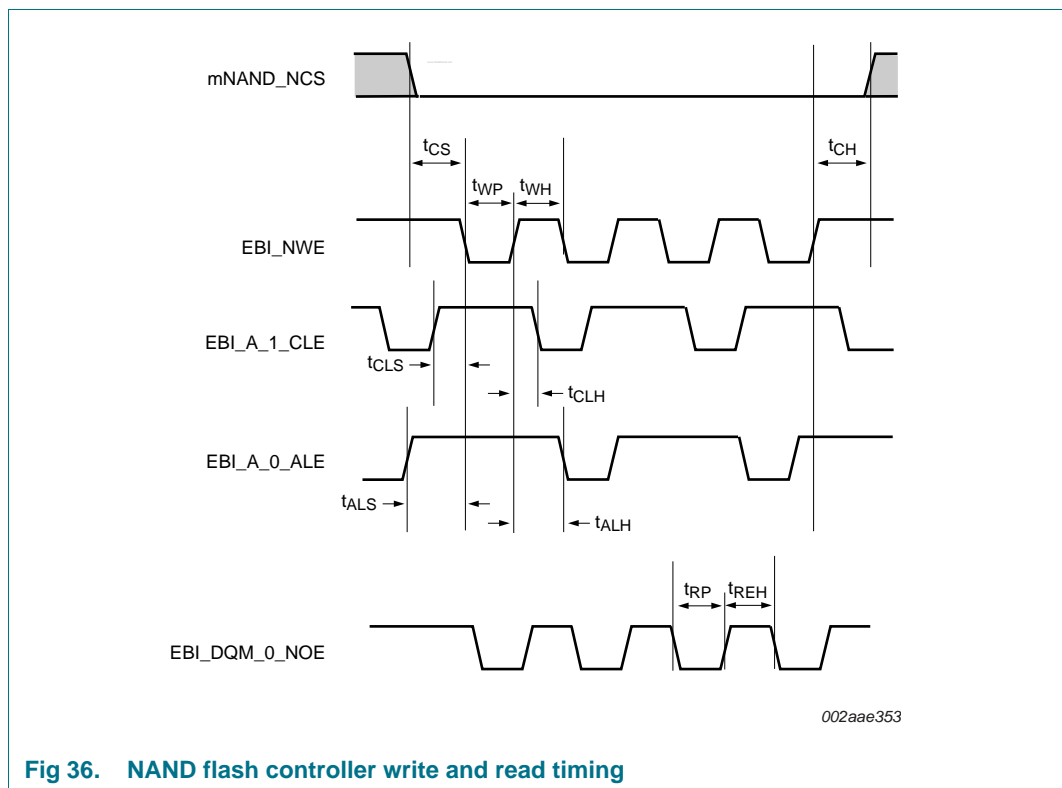 mNAND_NCS
tCS
tCH
tWP
tWH
EBI_NWE
EBI_A_1_CLE
tCLS
tCLH
EBI_A_0_ALE
tALS
tALH
tRP
tREH
EBI_DQM_0_NOE
002aae353
Fig 36. NAND flash controller write and read timing